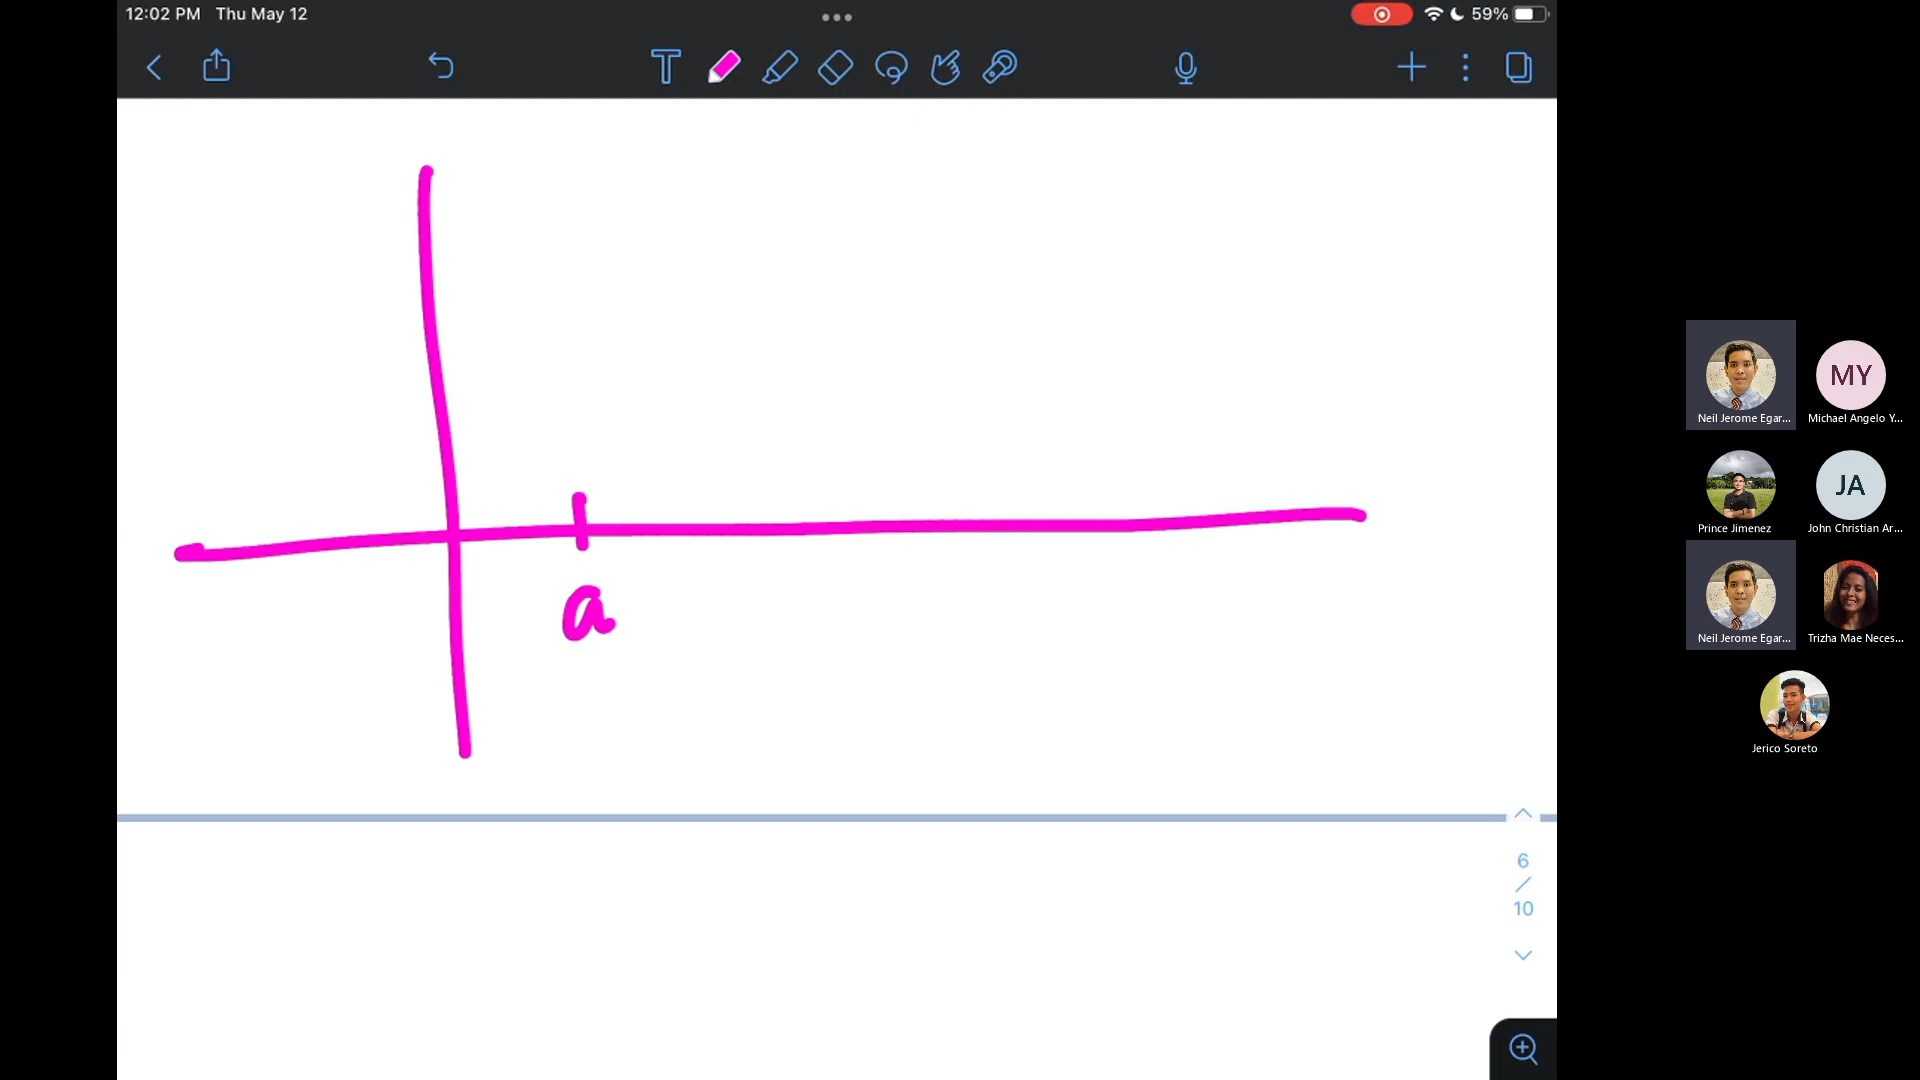 12:02 PM Thu May 12
59%
T
a
Neil Jerome Egar...
Michael Angelo Y...
MY
Prince Jimenez
John Christian Ar...
JA
Neil Jerome Egar...
Trizha Mae Neces...
Jerico Soreto
6
/
10